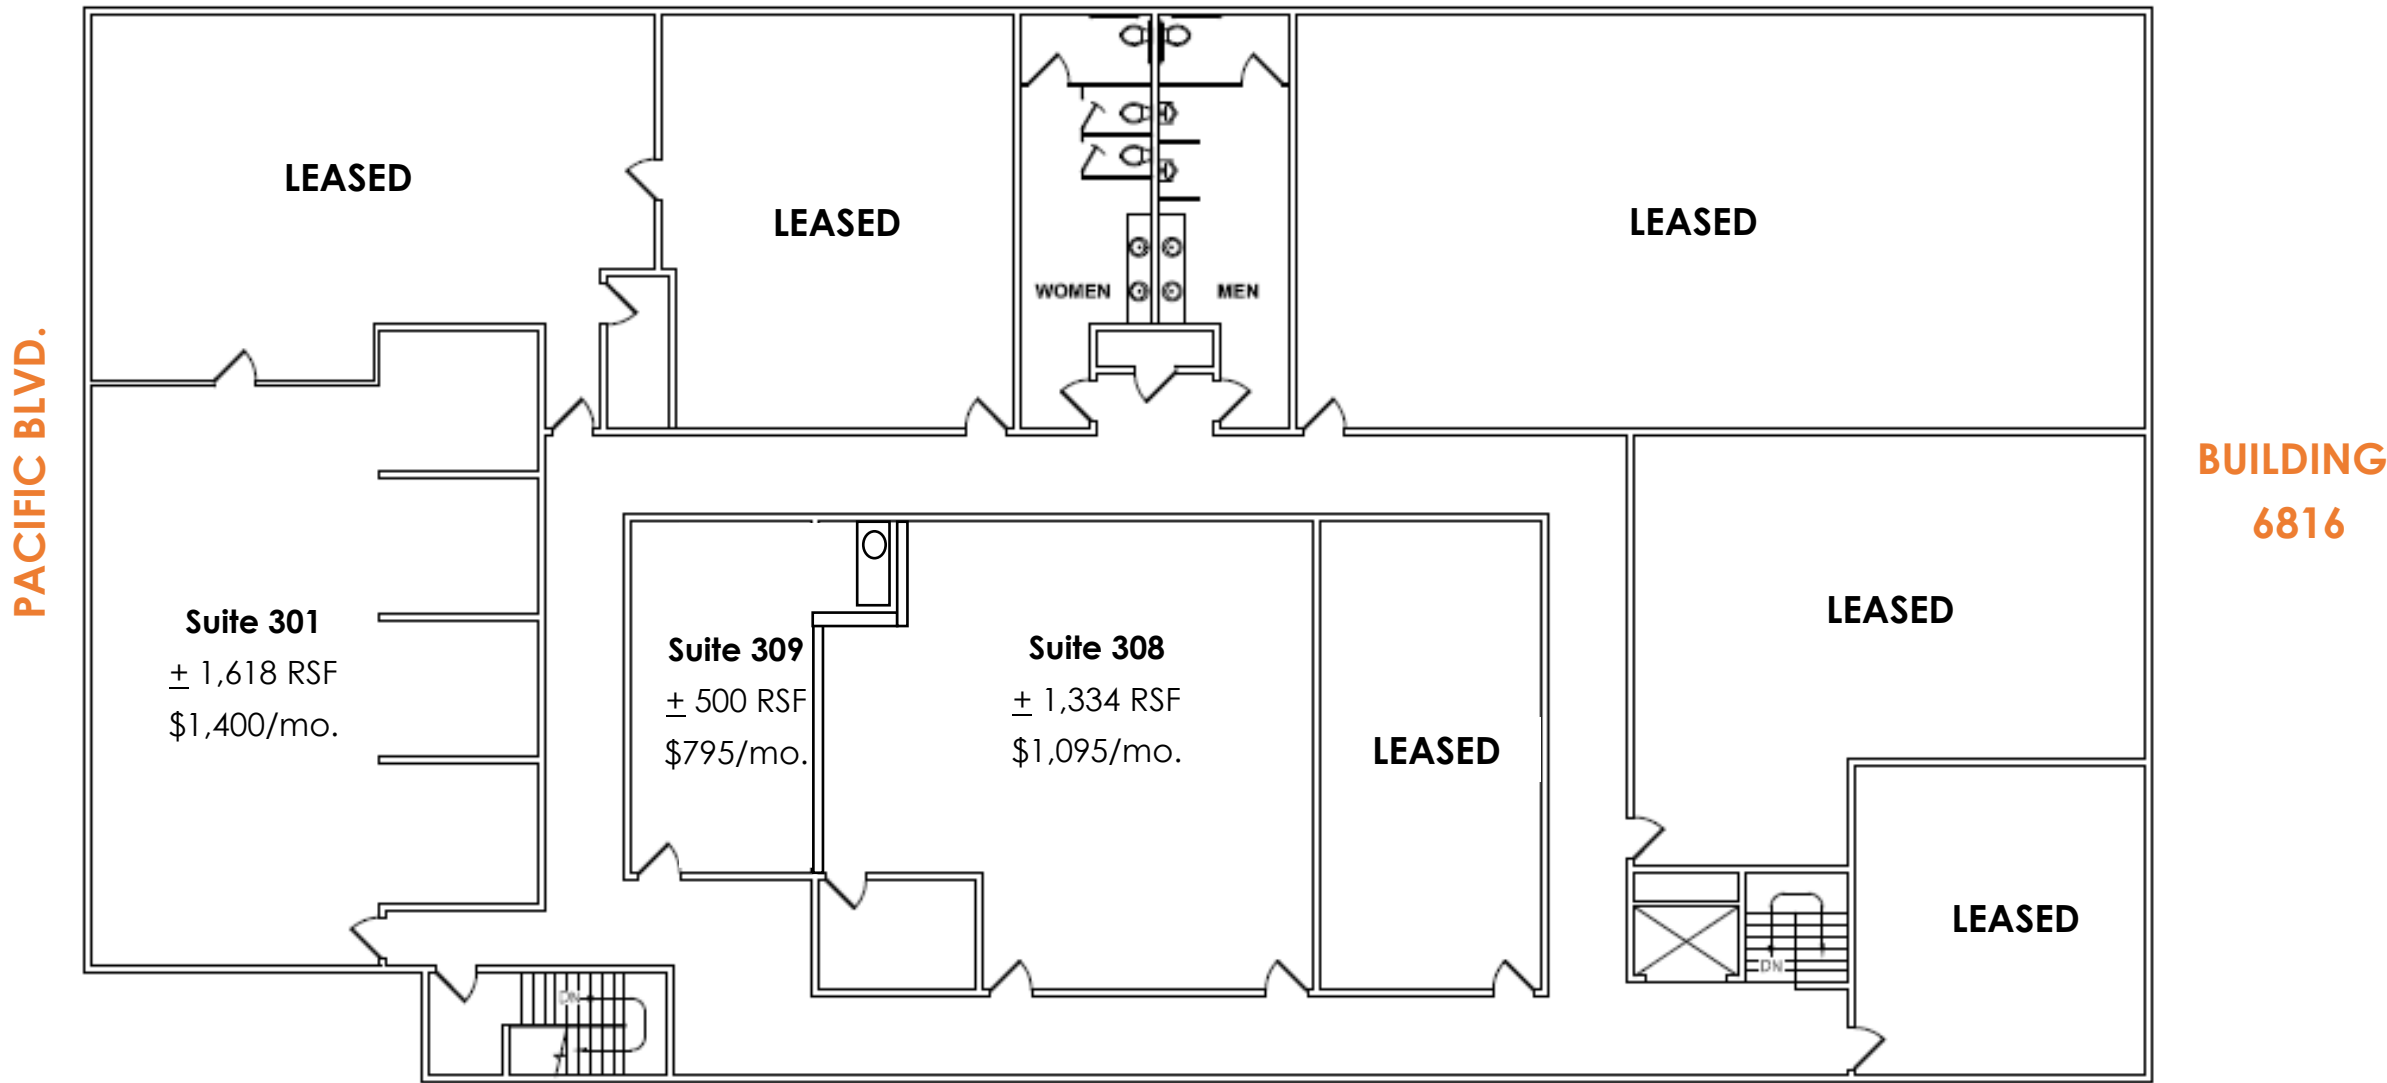 LEASED
LEASED
LEASED
WOMEN
MEN
PACIFIC BLVD.
BUILDING
6816
Suite 301
± 1,618 RSF
$1,400/mo.
Suite 309
± 500 RSF
$795/mo.
Suite 308
± 1,334 RSF
$1,095/mo.
LEASED
LEASED
LEASED
DN
DN